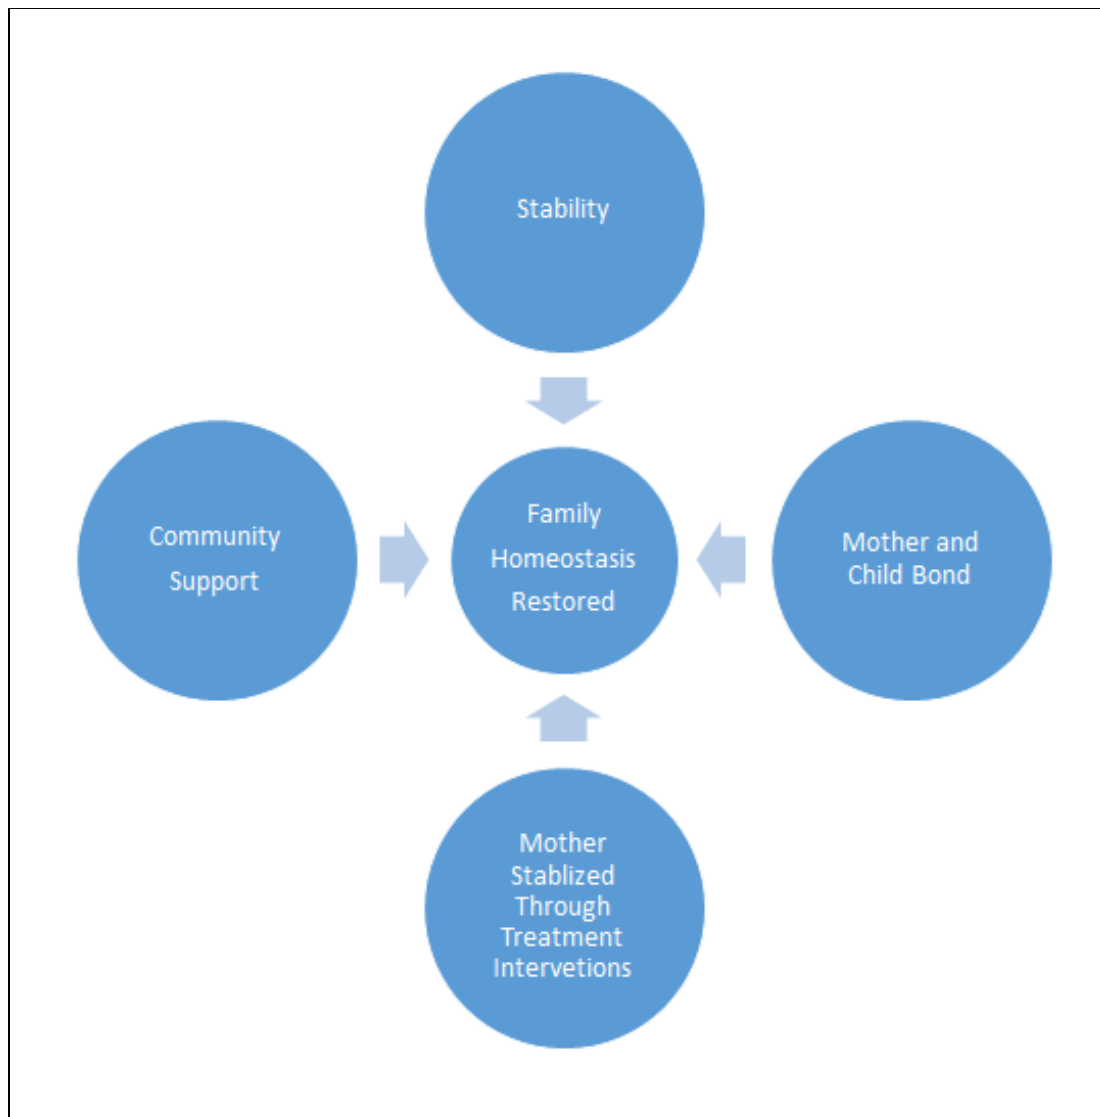 Stability
Community
Support
Family
Homeostasis
Restored
Mother and
Child Bond
Mother
Stablized
Through
Treatment
Intervetions